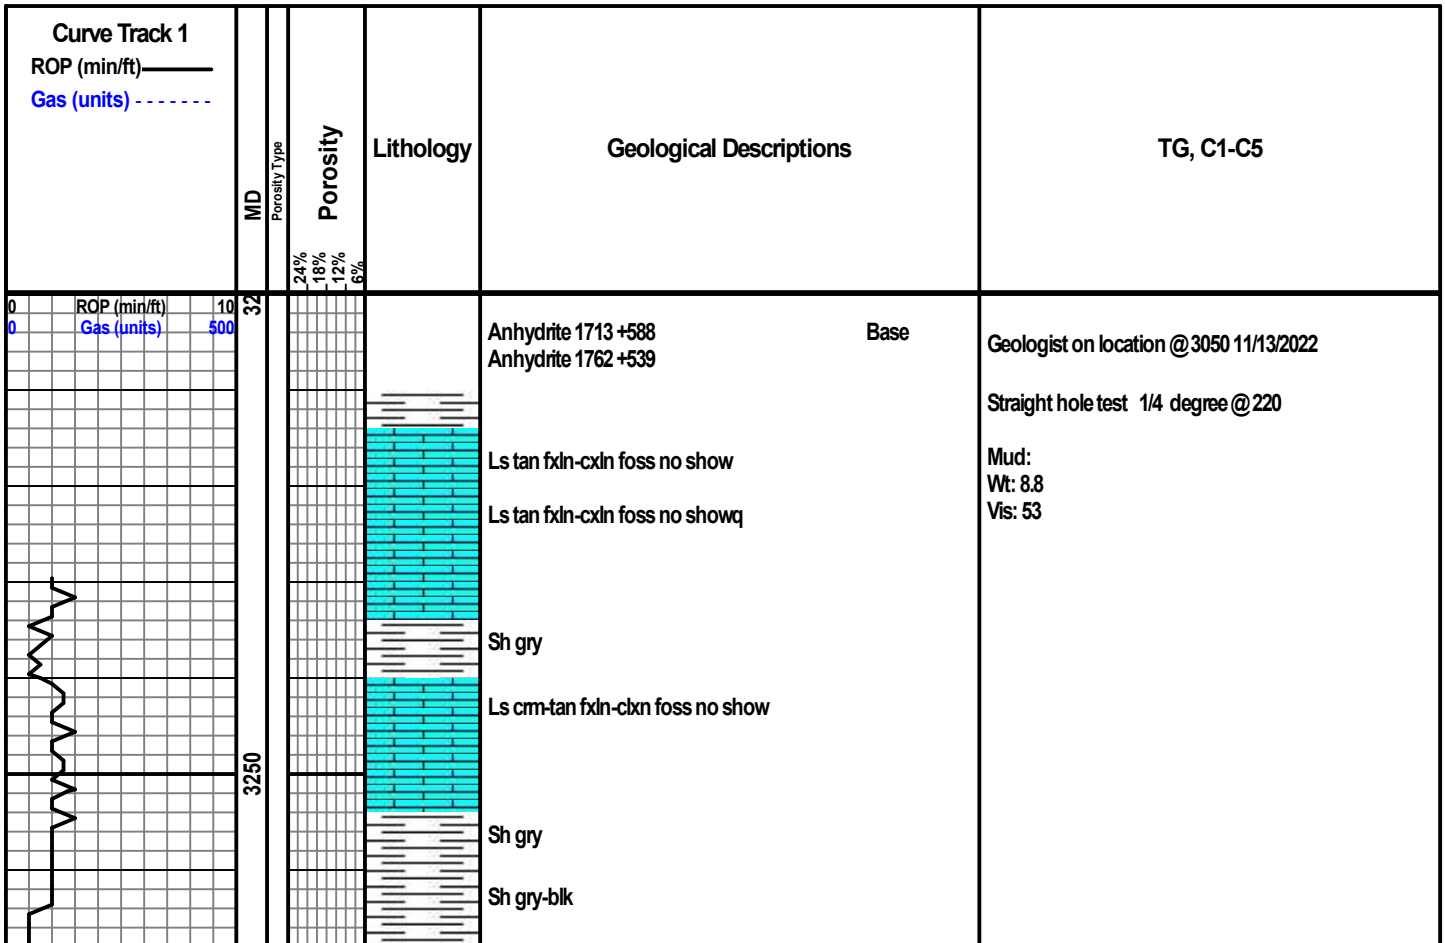 Curve Track 1
ROP (min/ft)
Gas (units)
MD
Porosity Type
Porosity
24%
18%
12%
6%
Lithology
Geological Descriptions
TG, C1-C5
0 ROP (min/ft) 10
0 Gas (units) 500
32
Anhydrite 1713 +588 Base
Anhydrite 1762 +539
Geologist on location @ 3050 11/13/2022
Straight hole test 1/4 degree @ 220
Mud:
Wt: 8.8
Vis: 53
Ls tan fxln-cxln foss no show
Ls tan fxln-cxln foss no showq
Sh gry
Ls crm-tan fxln-clxn foss no show
3250
Sh gry
Sh gry-blk